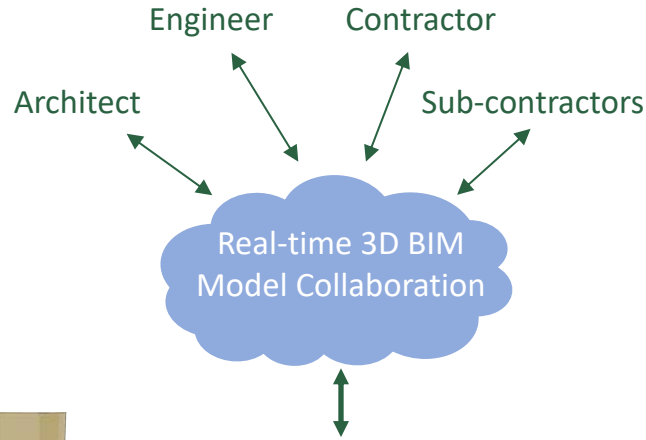 Engineer
Contractor
Architect
Sub-contractors
Real-time 3D BIM
Model Collaboration